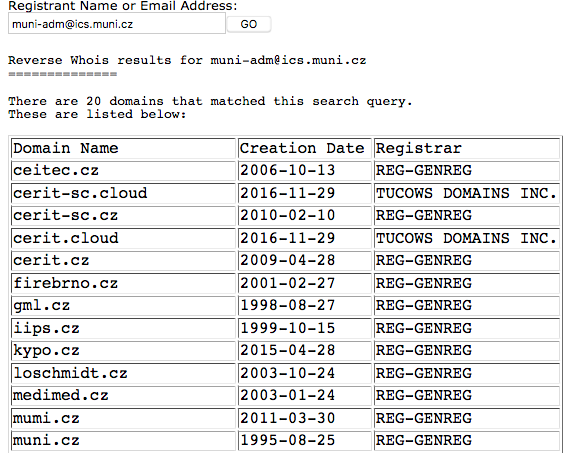 Registrant Name or Email Address:
muni-adm@ics.muni.cz GO
Reverse Whois results for muni-adm@ics.muni.cz
==============
There are 20 domains that matched this search query.
These are listed below:
Domain Name Creation Date Registrar
ceitec.cz 2006-10-13 REG-GENREG
cerit-sc.cloud 2016-11-29 TUCOWS DOMAINS INC.
cerit-sc.cz 2010-02-10 REG-GENREG
cerit.cloud 2016-11-29 TUCOWS DOMAINS INC.
cerit.cz 2009-04-28 REG-GENREG
firebrno.cz 2001-02-27 REG-GENREG
gml.cz 1998-08-27 REG-GENREG
iips.cz 1999-10-15 REG-GENREG
kypo.cz 2015-04-28 REG-GENREG
loschmidt.cz 2003-10-24 REG-GENREG
medimed.cz 2003-01-24 REG-GENREG
mumi.cz 2011-03-30 REG-GENREG
muni.cz 1995-08-25 REG-GENREG